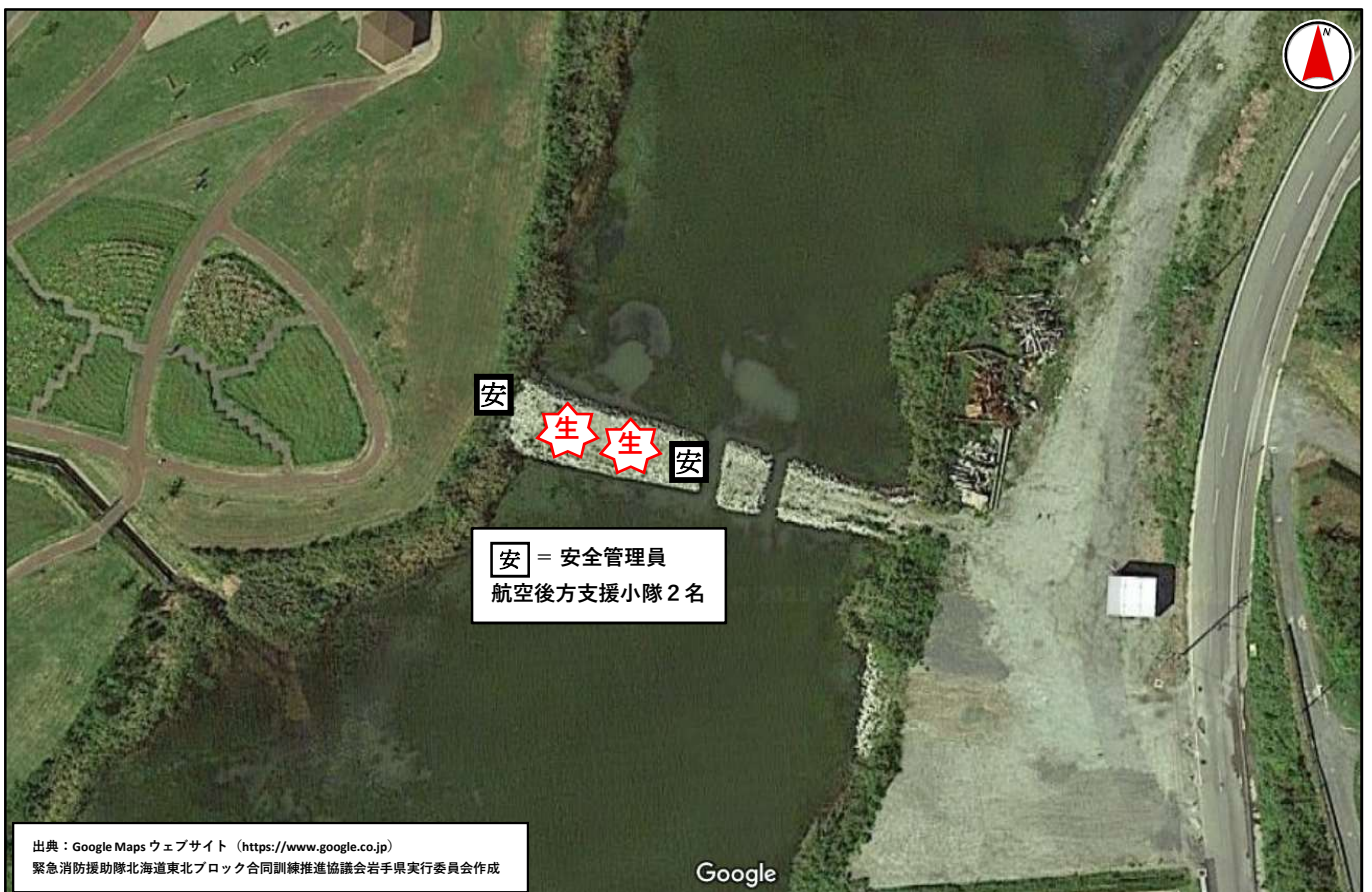 N
安
生
生
安
安 = 安全管理員
航空後方支援小隊２名
出典：Google Maps ウェブサイト（https://www.google.co.jp）
緊急消防援助隊北海道東北ブロック合同訓練推進協議会岩手県実行委員会作成
Google